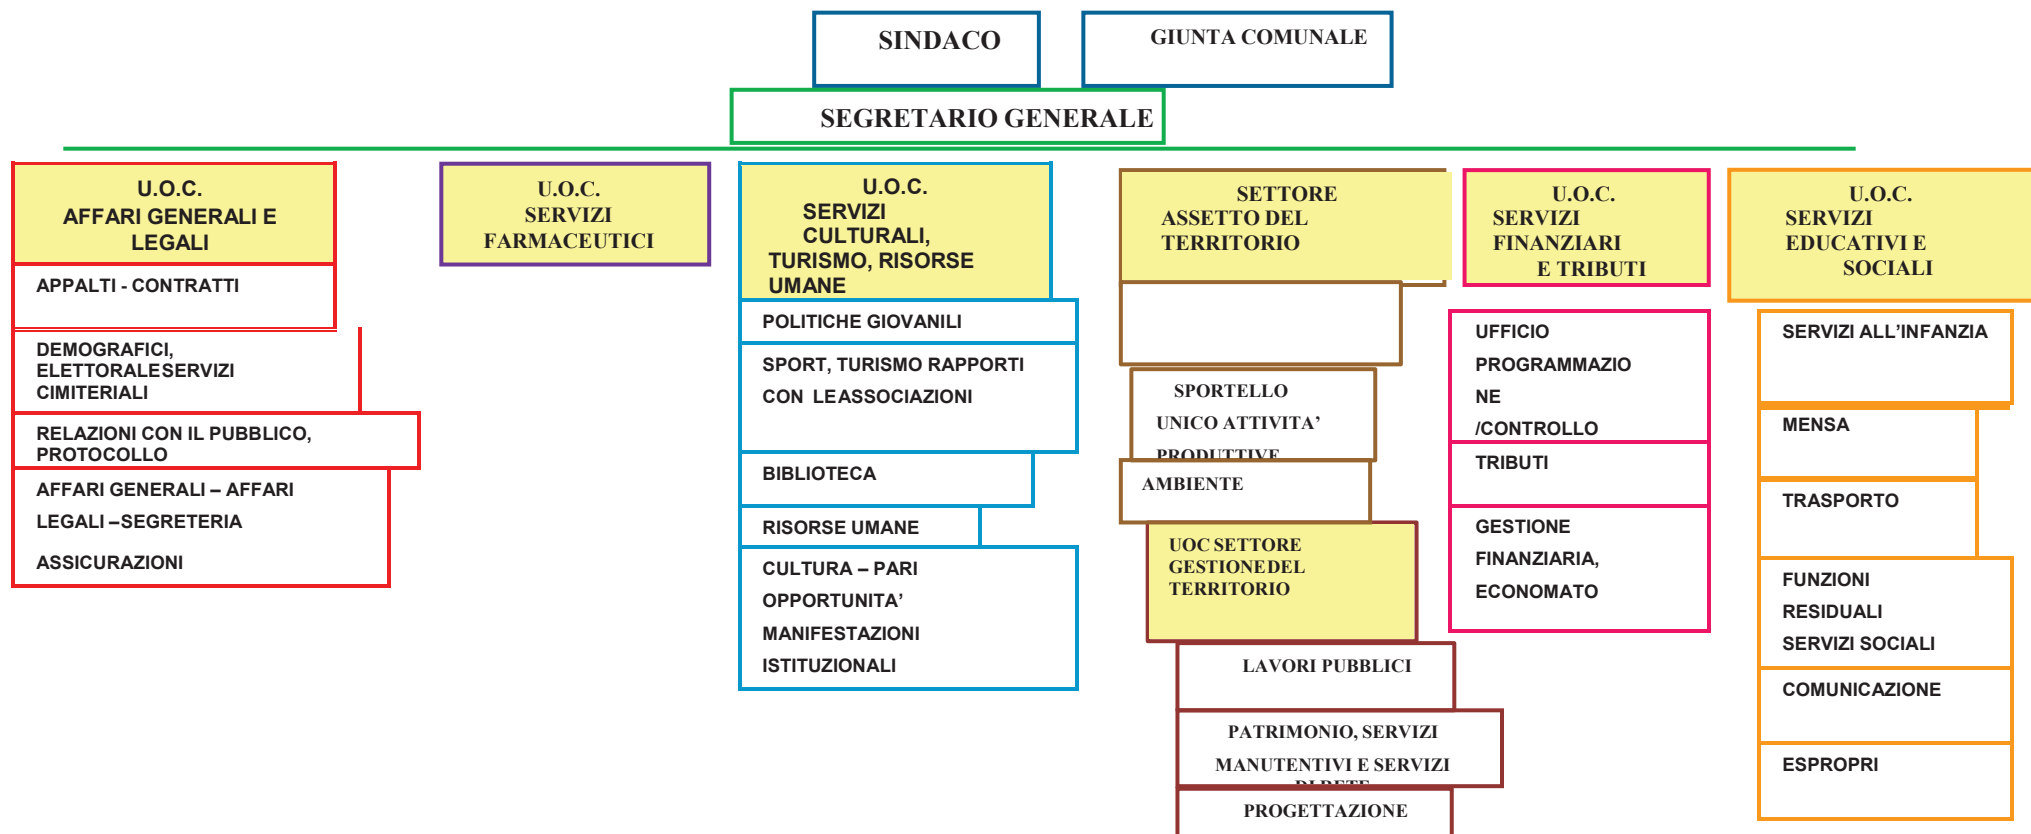 SINDACO
GIUNTA COMUNALE
SEGRETARIO GENERALE
U.O.C.
AFFARI GENERALI E
LEGALI
APPALTI - CONTRATTI
DEMOGRAFICI,
ELETTORALESERVIZI
CIMITERIALI
RELAZIONI CON IL PUBBLICO,
PROTOCOLLO
AFFARI GENERALI – AFFARI
LEGALI –SEGRETERIA
ASSICURAZIONI
U.O.C.
SERVIZI
FARMACEUTICI
U.O.C.
SERVIZI
CULTURALI,
TURISMO, RISORSE
UMANE
POLITICHE GIOVANILI
SPORT, TURISMO RAPPORTI
CON LEASSOCIAZIONI
BIBLIOTECA
RISORSE UMANE
CULTURA – PARI
OPPORTUNITA’
MANIFESTAZIONI
ISTITUZIONALI
SETTORE
ASSETTO DEL
TERRITORIO
SPORTELLO
UNICO ATTIVITA’
PRODUTTIVE
AMBIENTE
UOC SETTORE
GESTIONEDEL
TERRITORIO
LAVORI PUBBLICI
PATRIMONIO, SERVIZI
MANUTENTIVI E SERVIZI
DI RETE
PROGETTAZIONE
U.O.C.
SERVIZI
FINANZIARI
E TRIBUTI
UFFICIO
PROGRAMMAZIO
NE
/CONTROLLO
TRIBUTI
GESTIONE
FINANZIARIA,
ECONOMATO
U.O.C.
SERVIZI
EDUCATIVI E
SOCIALI
SERVIZI ALL’INFANZIA
MENSA
TRASPORTO
FUNZIONI
RESIDUALI
SERVIZI SOCIALI
COMUNICAZIONE
ESPROPRI